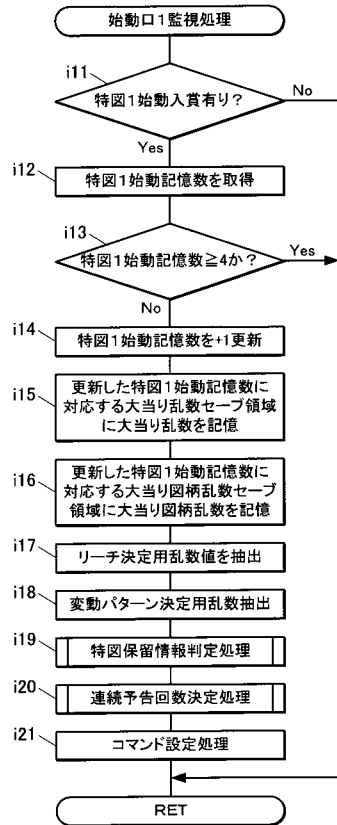 始動口1監視処理
i11
特図1始動入賞有り？
No
Yes
i12
特図1始動記憶数を取得
i13
特図1始動記憶数≧4か？
Yes
No
i14
特図1始動記憶数を+1更新
i15
更新した特図1始動記憶数に
対応する大当り乱数セーブ領域
に大当り乱数を記憶
i16
更新した特図1始動記憶数に
対応する大当り図柄乱数セーブ
領域に大当り図柄乱数を記憶
i17
リーチ決定用乱数値を抽出
i18
変動パターン決定用乱数抽出
i19
特図保留情報判定処理
i20
連続予告回数決定処理
i21
コマンド設定処理
RET